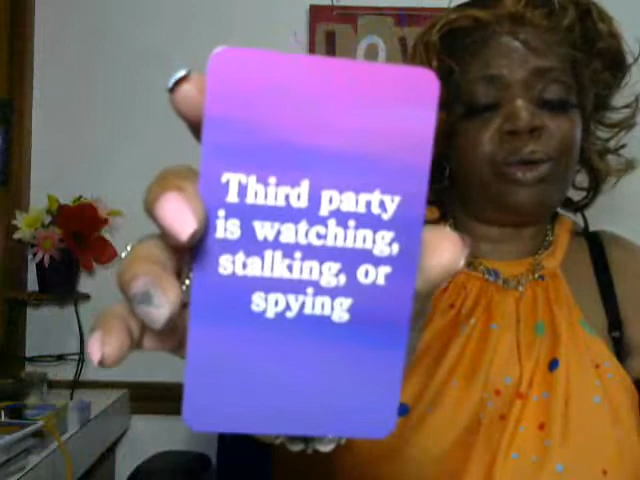 Third party
is watching,
stalking, or
spying